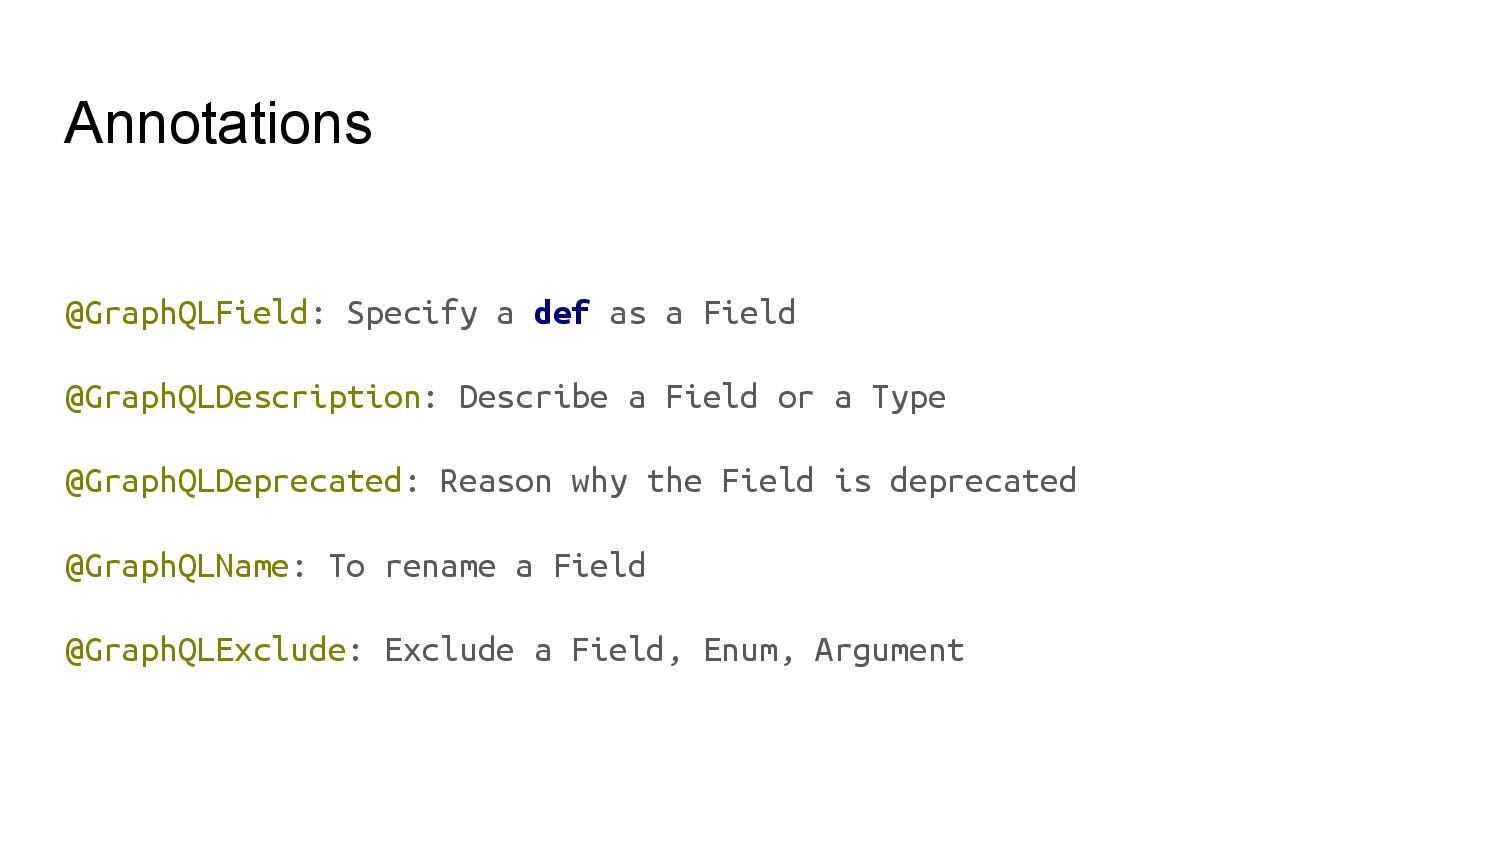 Annotations
@GraphQLField: Specify a def as a Field
@GraphQLDescription: Describe a Field or a Type
@GraphQLDeprecated: Reason why the Field is deprecated
@GraphQLName: To rename a Field
@GraphQLExclude: Exclude a Field, Enum, Argument